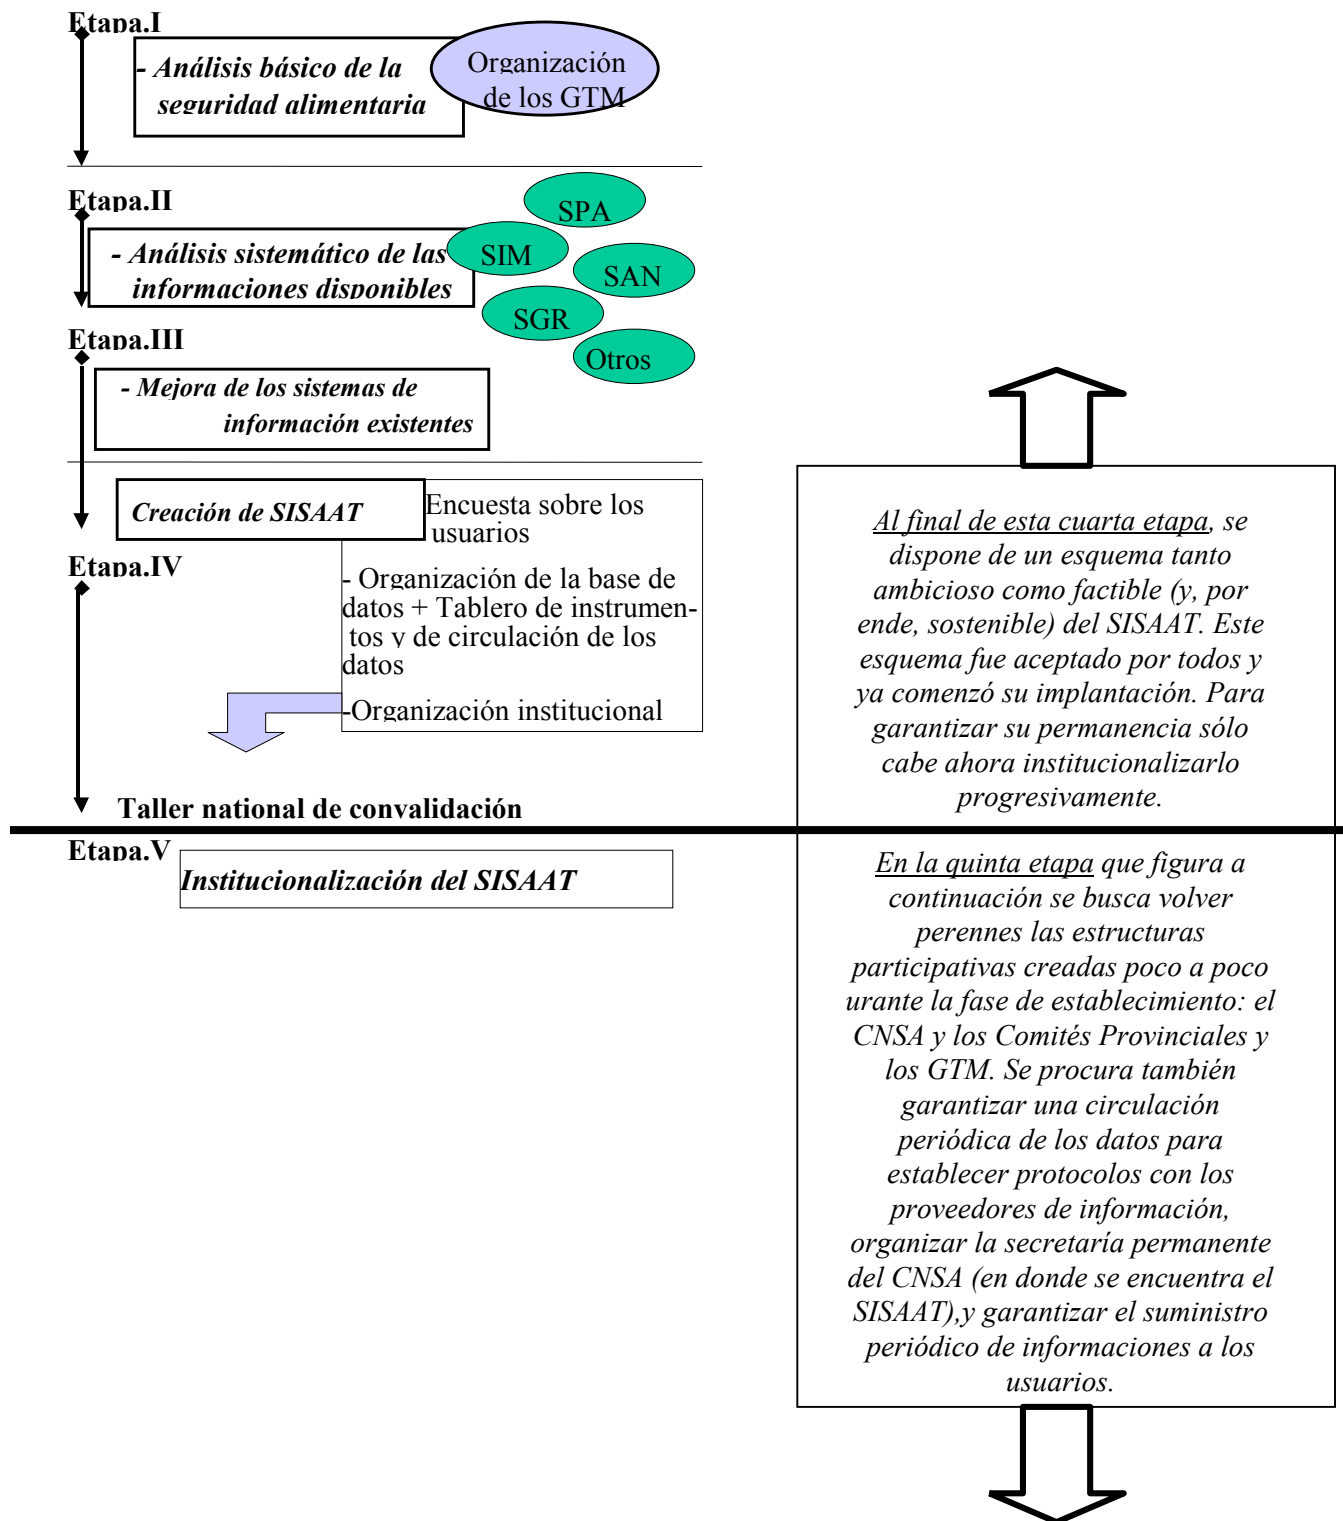 Etapa.I
- Análisis básico de la
seguridad alimentaria
Organización
de los GTM
Etapa.II
- Análisis sistemático de las
informaciones disponibles
SPA
SIM
SAN
SGR
Otros
Etapa.III
- Mejora de los sistemas de
información existentes
Creación de SISAAT
Encuesta sobre los
usuarios
- Organización de la base de
datos + Tablero de instrumen-
tos y de circulación de los
datos
-Organización institucional
Etapa.IV
Taller national de convalidación
Etapa.V
Institucionalización del SISAAT
Al final de esta cuarta etapa, se
dispone de un esquema tanto
ambicioso como factible (y, por
ende, sostenible) del SISAAT. Este
esquema fue aceptado por todos y
ya comenzó su implantación. Para
garantizar su permanencia sólo
cabe ahora institucionalizarlo
progresivamente.
En la quinta etapa que figura a
continuación se busca volver
perennes las estructuras
participativas creadas poco a poco
urante la fase de establecimiento: el
CNSA y los Comités Provinciales y
los GTM. Se procura también
garantizar una circulación
periódica de los datos para
establecer protocolos con los
proveedores de información,
organizar la secretaría permanente
del CNSA (en donde se encuentra el
SISAAT),y garantizar el suministro
periódico de informaciones a los
usuarios.